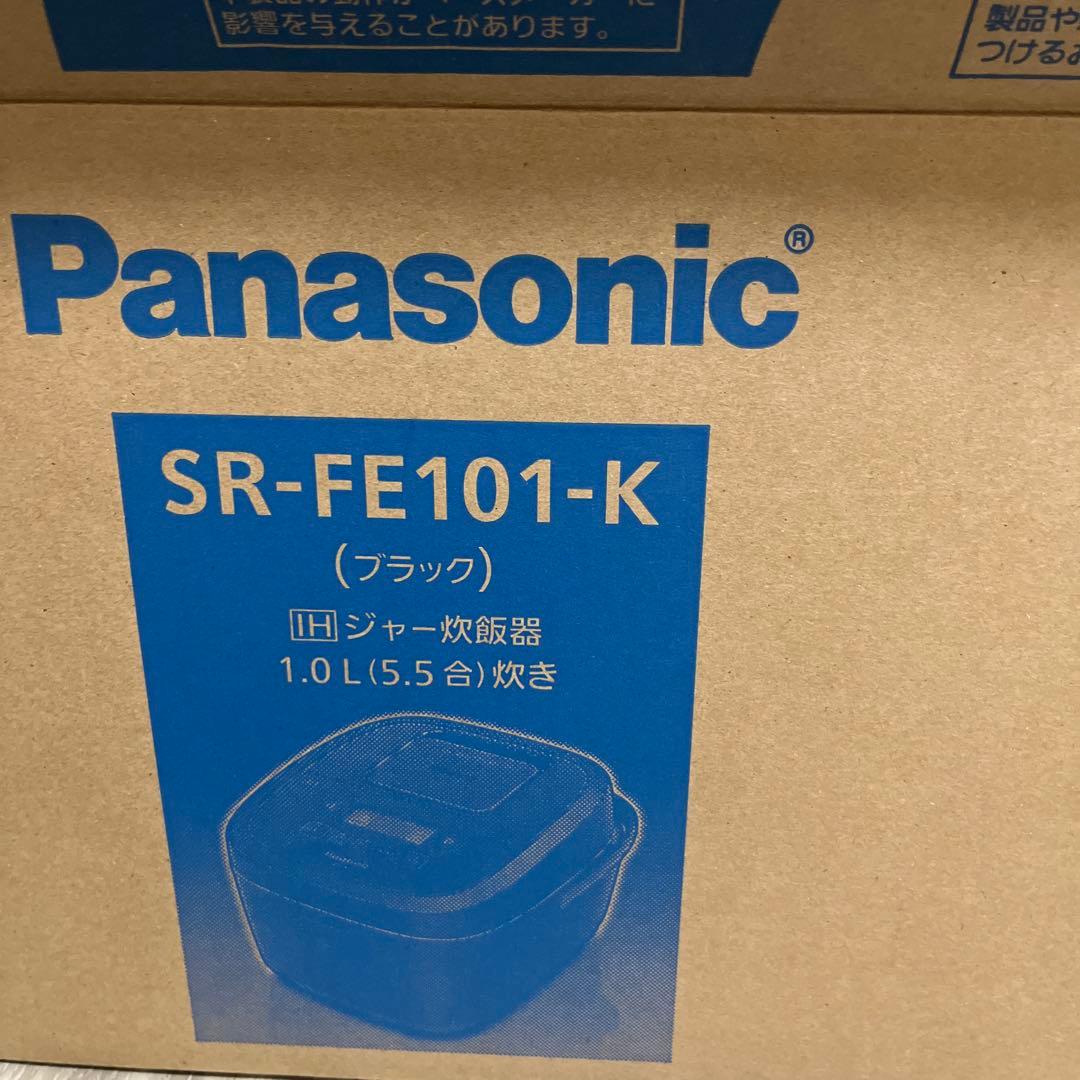 影響を与えることがあります。
製品や
つける
Panasonic®
SR-FE101-K
(ブラック)
IHジャー炊飯器
1.0L(5.5合)炊き